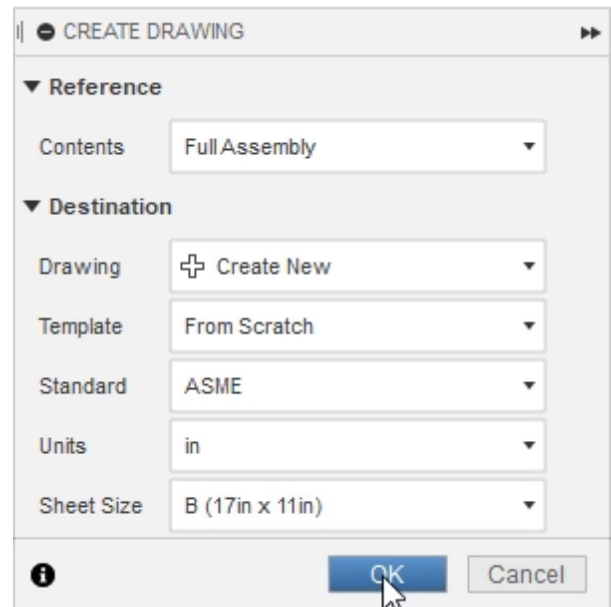 CREATE DRAWING
Reference
Contents Full Assembly
Destination
Drawing Create New
Template From Scratch
Standard ASME
Units in
Sheet Size B (17in x 11in)
OK Cancel